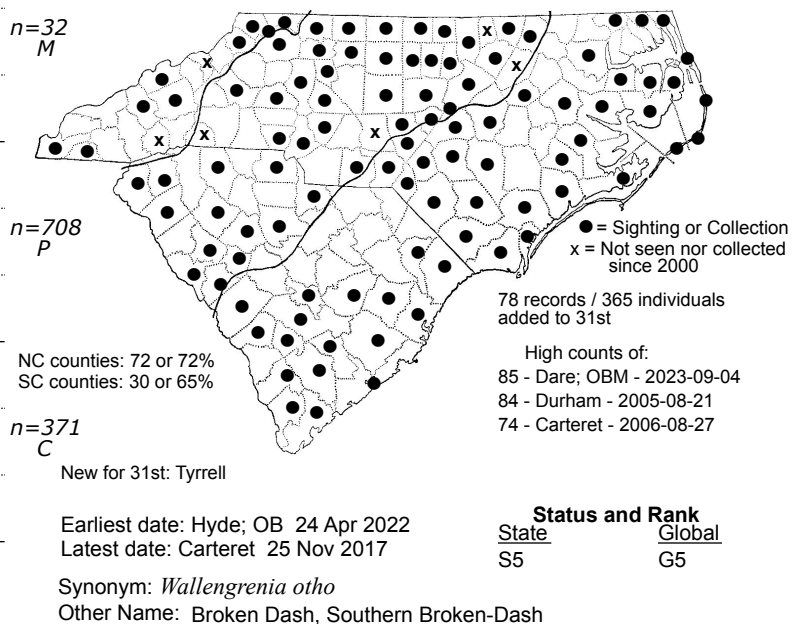 n=32
M
n=708
P
● = Sighting or Collection
x = Not seen nor collected
since 2000
78 records / 365 individuals
added to 31st
NC counties: 72 or 72%
SC counties: 30 or 65%
High counts of:
85 - Dare; OBM - 2023-09-04
84 - Durham - 2005-08-21
74 - Carteret - 2006-08-27
n=371
C
New for 31st: Tyrrell
Earliest date: Hyde; OB 24 Apr 2022
Latest date: Carteret 25 Nov 2017
Status and Rank
State Global
S5 G5
Synonym: Wallengrenia otho
Other Name: Broken Dash, Southern Broken-Dash